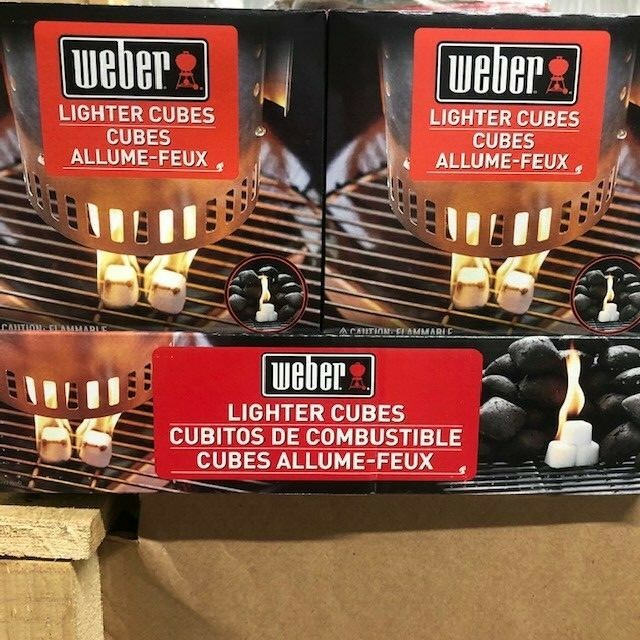 weber
LIGHTER CUBES
CUBES
ALLUME-FEUX
CAUTION: FLAMMABLE
weber
LIGHTER CUBES
CUBES
ALLUME-FEUX
CAUTION: FLAMMABLE
weber
LIGHTER CUBES
CUBITOS DE COMBUSTIBLE
CUBES ALLUME-FEUX